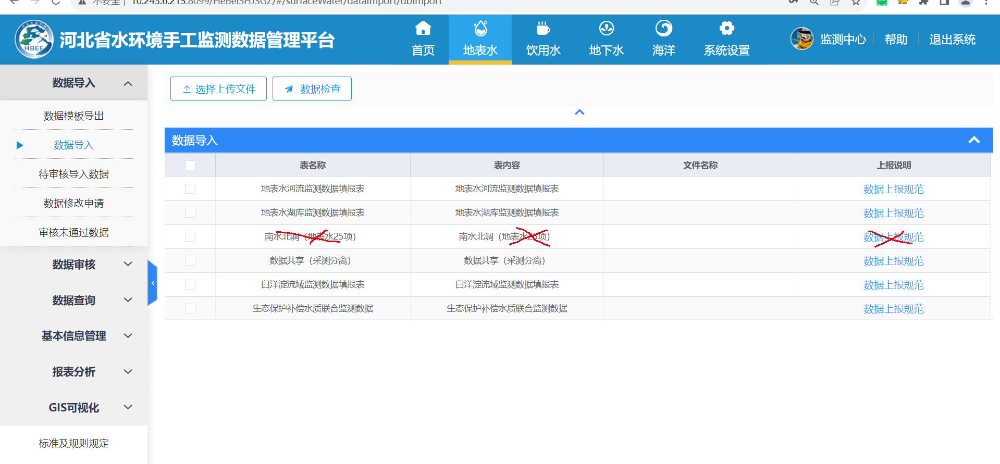 不安全 | 10.243.6.215:8099/HeBeiSHJSGZ/#/surfaceWater/dataImport/dbImport
HBEE
河北省水环境手工监测数据管理平台
首页
地表水
饮用水
地下水
海洋
系统设置
监测中心
帮助
退出系统
数据导入
数据模板导出
数据导入
待审核导入数据
数据修改申请
审核未通过数据
数据审核
数据查询
基本信息管理
报表分析
GIS可视化
标准及规则规定
选择上传文件
数据检查
数据导入
表名称 表内容 文件名称 上报说明
地表水河流监测数据填报表 地表水河流监测数据填报表 数据上报规范
地表水湖库监测数据填报表 地表水湖库监测数据填报表 数据上报规范
南水北调（地表水25项） 南水北调（地表水25项） 数据上报规范
数据共享（采测分离） 数据共享（采测分离） 数据上报规范
白洋淀流域监测数据填报表 白洋淀流域监测数据填报表 数据上报规范
生态保护补偿水质联合监测数据 生态保护补偿水质联合监测数据 数据上报规范